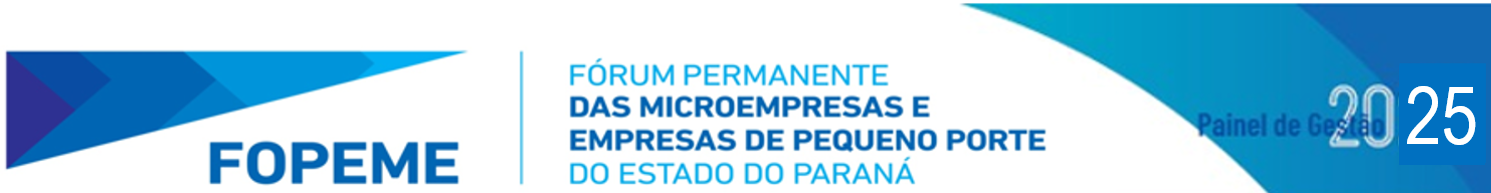 FOPEME
FÓRUM PERMANENTE
DAS MICROEMPRESAS E
EMPRESAS DE PEQUENO PORTE
DO ESTADO DO PARANÁ
Painel de Gestão 2025